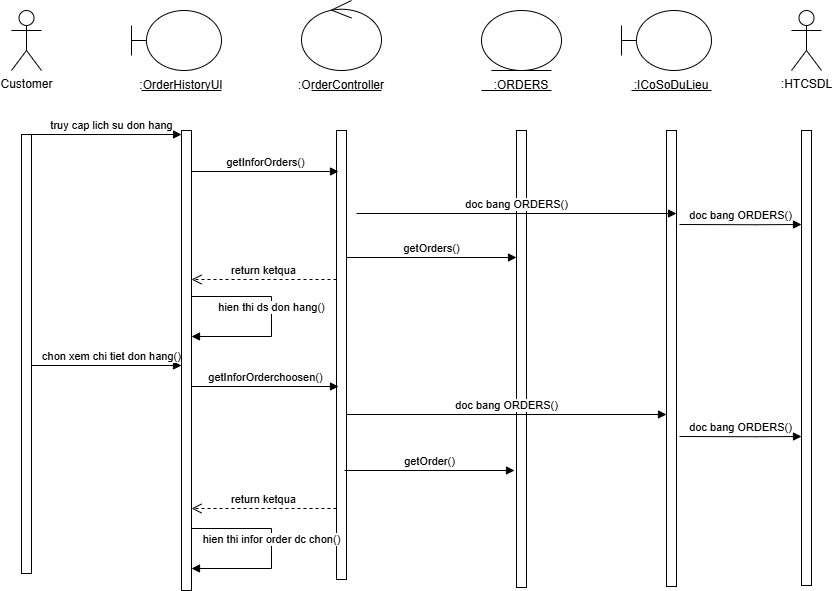 Customer
:OrderHistoryUI
:OrderController
:ORDERS
:ICoSoDuLieu
:HTCSDL
truy cap lich su don hang
getInforOrders()
doc bang ORDERS()
doc bang ORDERS()
getOrders()
return ketqua
hien thi ds don hang()
chon xem chi tiet don hang()
getInforOrderchoosen()
doc bang ORDERS()
doc bang ORDERS()
getOrder()
return ketqua
hien thi infor order dc chon()